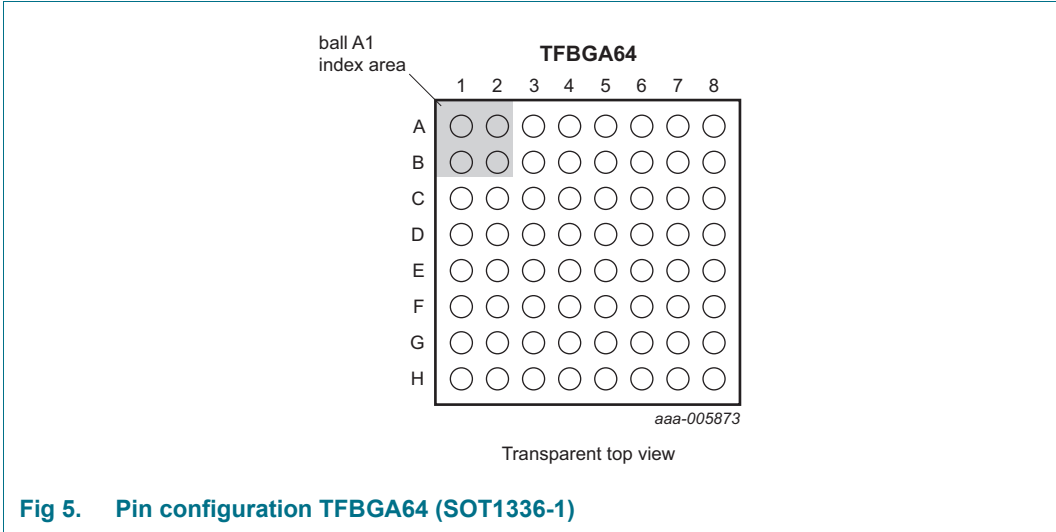 ball A1
index area
TFBGA64
1 2 3 4 5 6 7 8
A
B
C
D
E
F
G
H
aaa-005873
Transparent top view
Fig 5. Pin configuration TFBGA64 (SOT1336-1)